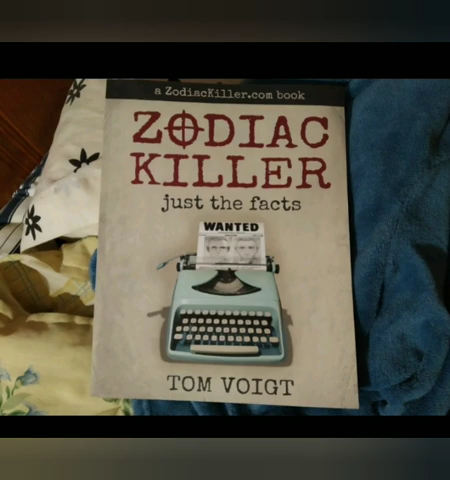 a ZodiacKiller.com book
ZODIAC
KILLER
just the facts
WANTED
TOM VOIGT